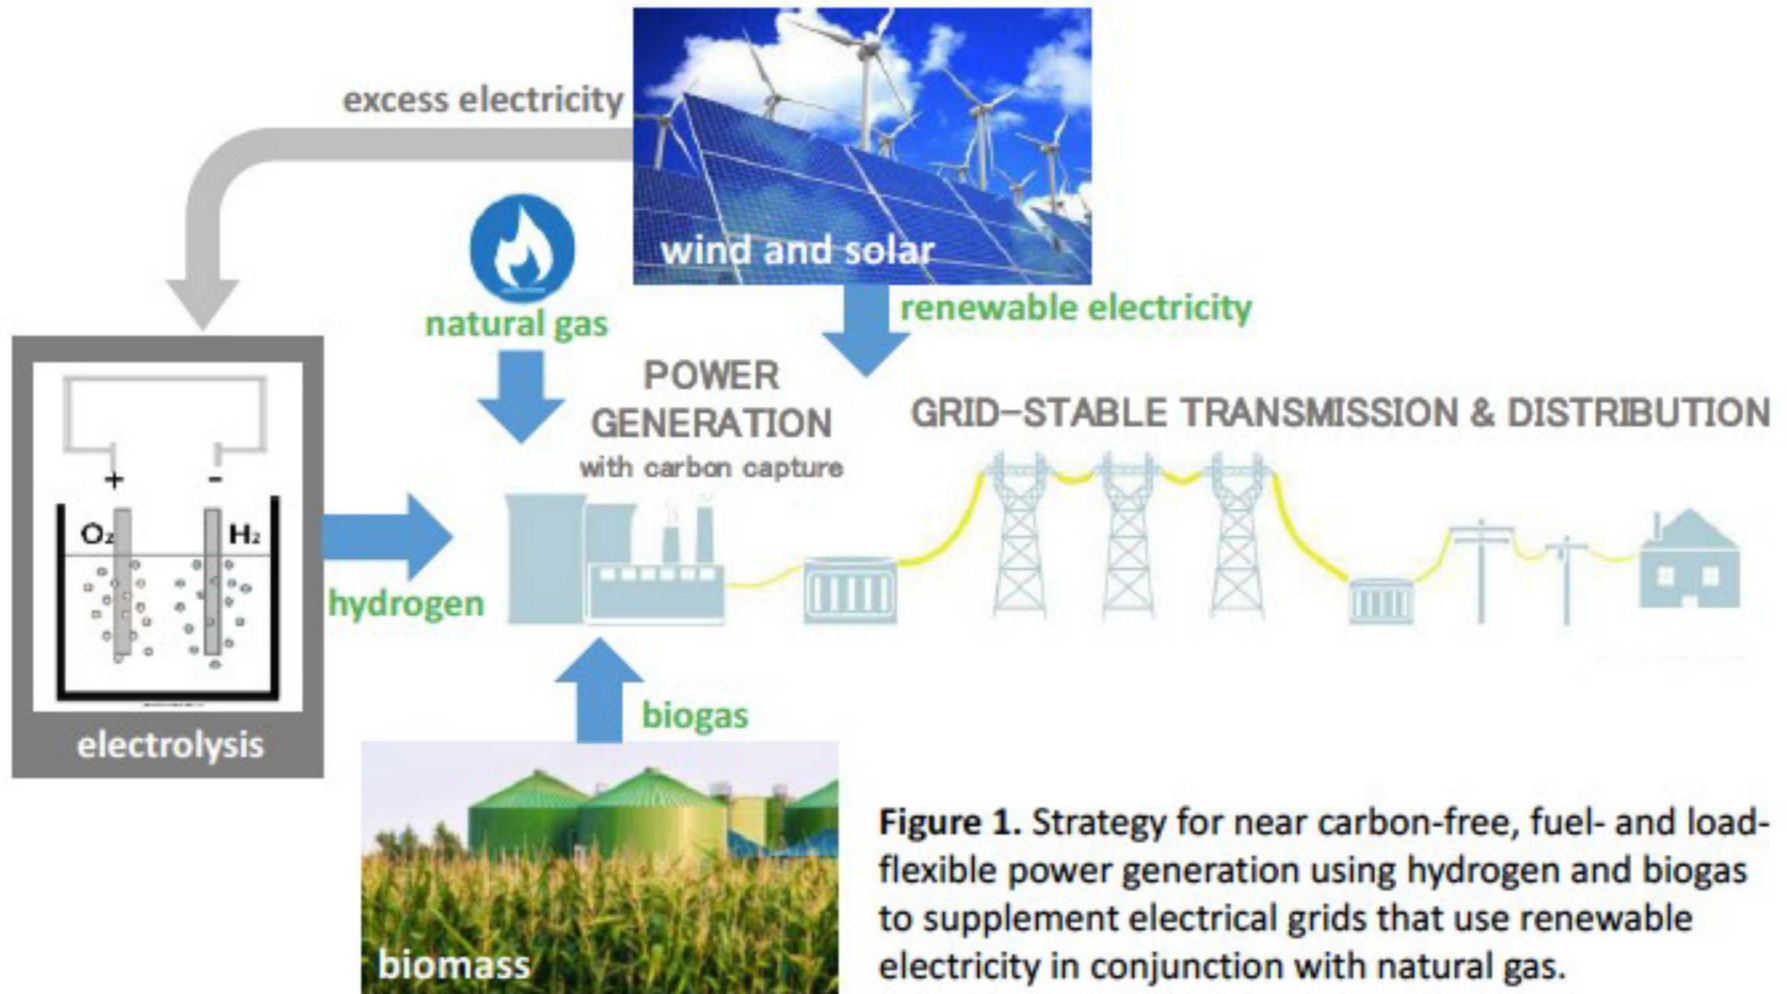 excess electricity
wind and solar
natural gas
renewable electricity
POWER
GENERATION
with carbon capture
GRID-STABLE TRANSMISSION & DISTRIBUTION
+ -
O₂ H₂
hydrogen
electrolysis
biogas
biomass
Figure 1. Strategy for near carbon-free, fuel- and load-
flexible power generation using hydrogen and biogas
to supplement electrical grids that use renewable
electricity in conjunction with natural gas.